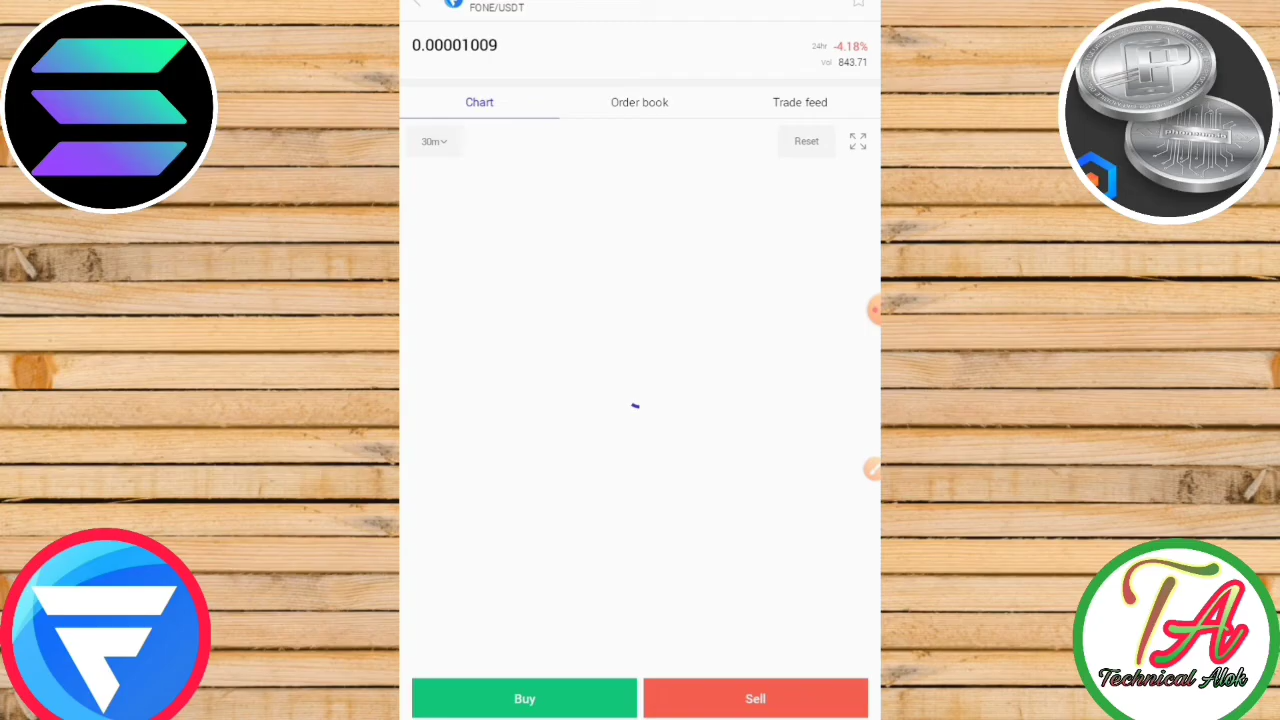 FONE/USDT
0.00001009
24hr -4.18%
Vol 843.71
Chart
Order book
Trade feed
30m
Reset
Buy
Sell
TA
Technical Alok